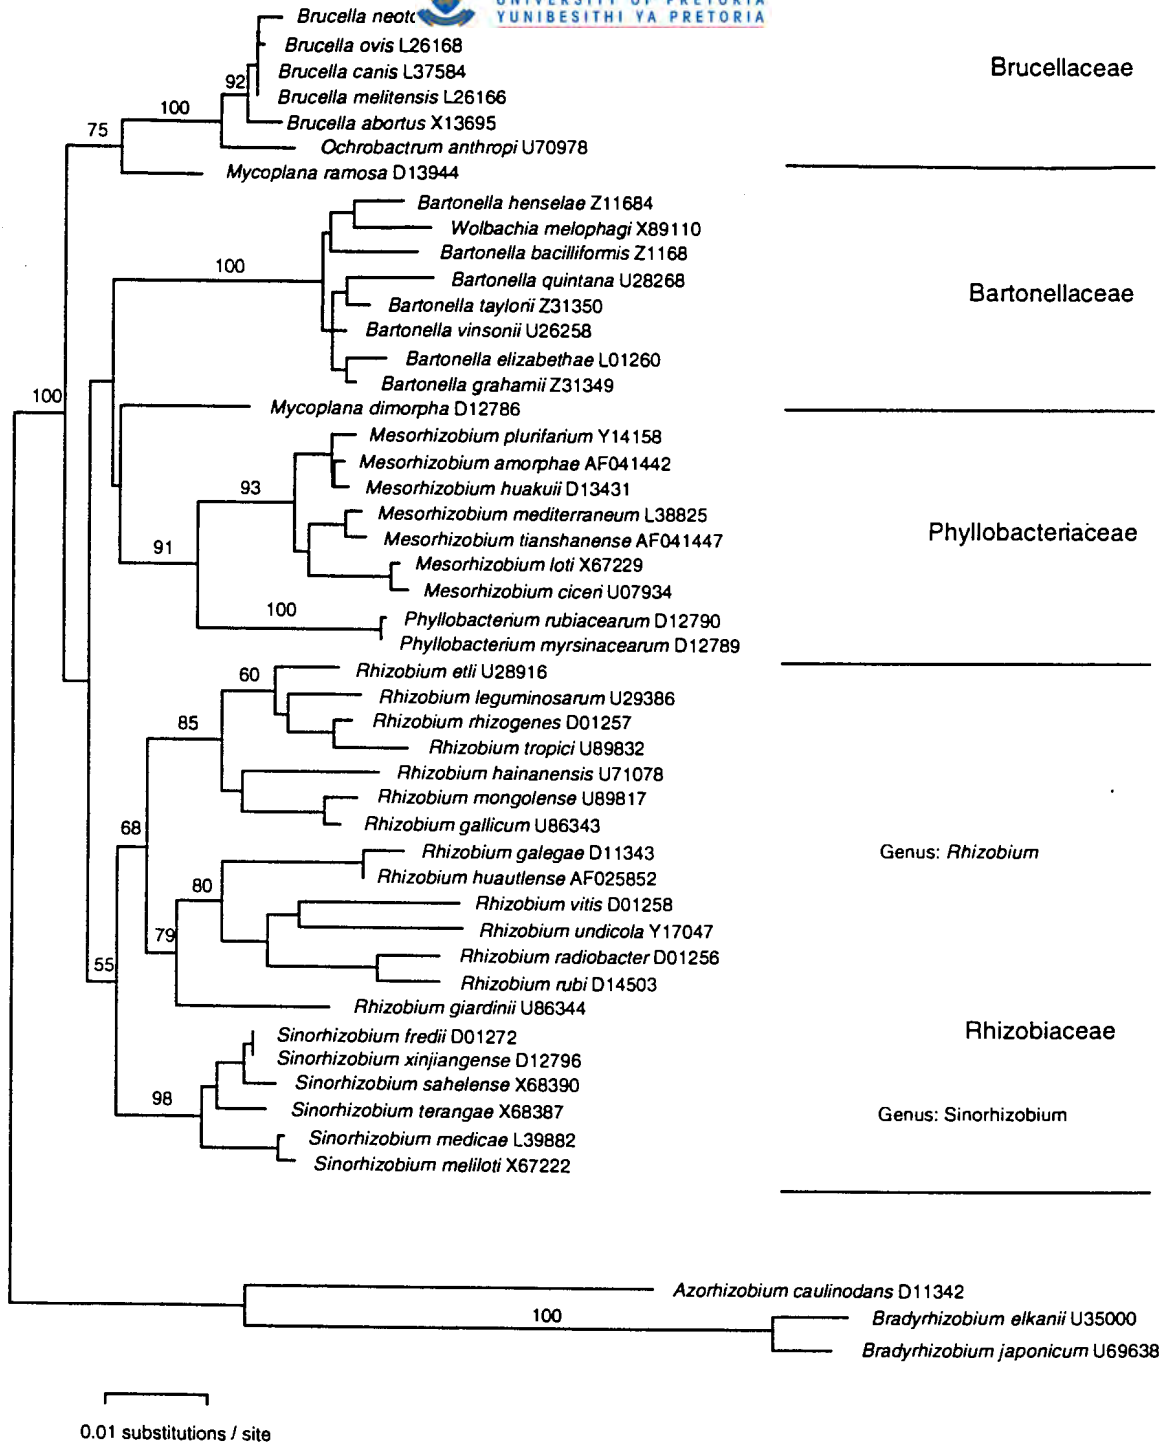 UNIVERSITY OF PRETORIA
YUNIBESITHI YA PRETORIA
Brucella
Brucella ovis L26168
Brucella canis L37584
Brucella melitensis L26166
Brucella abortus X13695
Ochrobactrum anthropi U70978
Mycoplana ramosa D13944
92
100
75
Brucellaceae
Bartonella henselae Z11684
Wolbachia melophagi X89110
Bartonella bacilliformis Z1168
Bartonella quintana U28268
Bartonella taylorii Z31350
Bartonella vinsonii U26258
Bartonella elizabethae L01260
Bartonella grahamii Z31349
Mycoplana dimorpha D12786
100
100
Bartonellaceae
Mesorhizobium plurifarium Y14158
Mesorhizobium amorphae AF041442
Mesorhizobium huakuii D13431
Mesorhizobium mediterraneum L38825
Mesorhizobium tianshanense AF041447
Mesorhizobium loti X67229
Mesorhizobium ciceri U07934
Phyllobacterium rubiacearum D12790
Phyllobacterium myrsinacearum D12789
93
91
100
Phyllobacteriaceae
Rhizobium etli U28916
Rhizobium leguminosarum U29386
Rhizobium rhizogenes D01257
Rhizobium tropici U89832
Rhizobium hainanensis U71078
Rhizobium mongolense U89817
Rhizobium gallicum U86343
Rhizobium galegae D11343
Rhizobium huautlense AF025852
Rhizobium vitis D01258
Rhizobium undicola Y17047
Rhizobium radiobacter D01256
Rhizobium rubi D14503
Rhizobium giardinii U86344
60
85
68
80
79
55
Genus: Rhizobium
Sinorhizobium fredii D01272
Sinorhizobium xinjiangense D12796
Sinorhizobium sahelense X68390
Sinorhizobium terangae X68387
Sinorhizobium medicae L39882
Sinorhizobium meliloti X67222
98
Rhizobiaceae
Genus: Sinorhizobium
Azorhizobium caulinodans D11342
Bradyrhizobium elkanii U35000
Bradyrhizobium japonicum U69638
100
0.01 substitutions / site